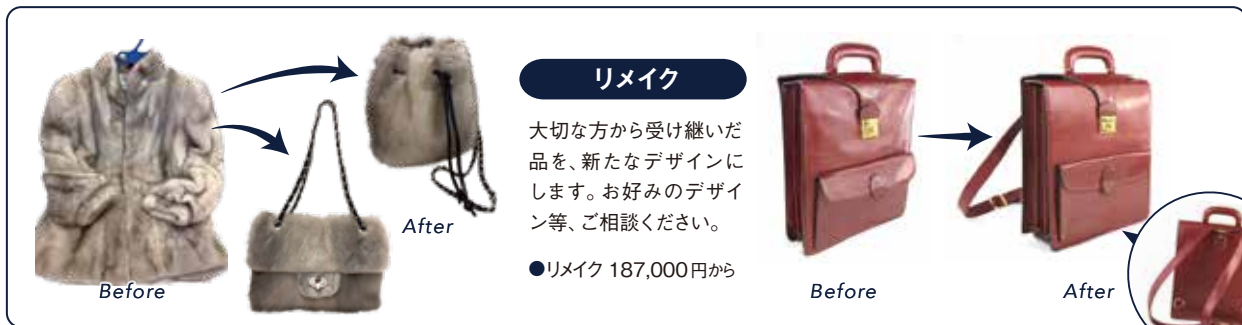 リメイク
大切な方から受け継いだ
品を、新たなデザインに
します。お好みのデザイ
ン等、ご相談ください。
●リメイク 187,000円から
Before
After
Before
After